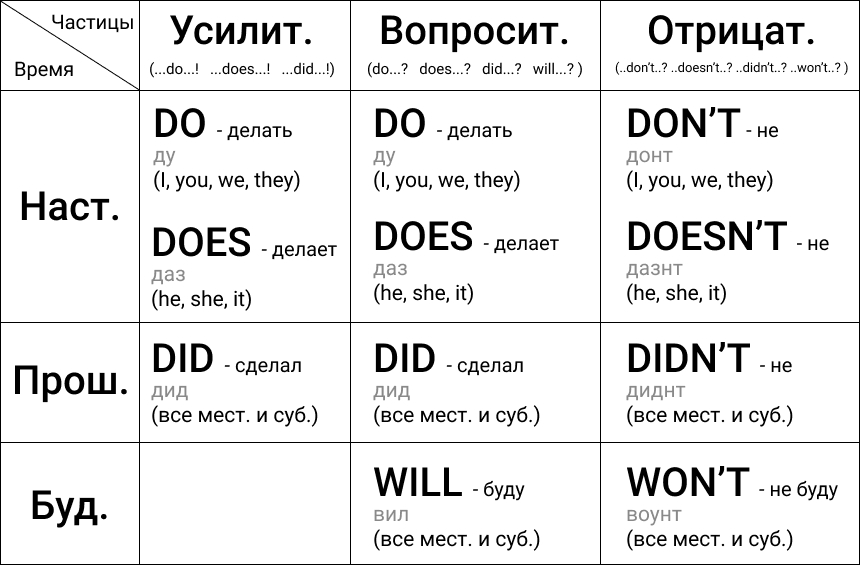 Частицы
Время
Усилит.
(...do...! ...does...! ...did...!)
Вопросит.
(do...? does...? did...? will...? )
Отрицат.
(..don’t..? ..doesn’t..? ..didn’t..? ..won’t..? )
Наст.
DO - делать
ду
(I, you, we, they)
DOES - делает
даз
(he, she, it)
DO - делать
ду
(I, you, we, they)
DOES - делает
даз
(he, she, it)
DON’T - не
донт
(I, you, we, they)
DOESN’T - не
дазнт
(he, she, it)
Прош.
DID - сделал
дид
(все мест. и суб.)
DID - сделал
дид
(все мест. и суб.)
DIDN’T - не
диднт
(все мест. и суб.)
Буд.
WILL - буду
вил
(все мест. и суб.)
WON’T - не буду
воунт
(все мест. и суб.)